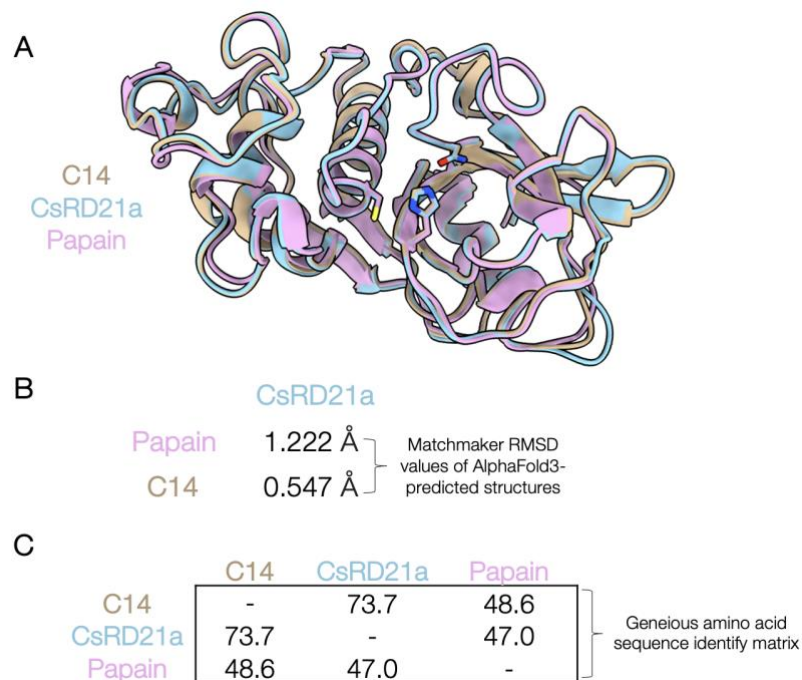 A
C14
CsRD21a
Papain
B
CsRD21a
Papain 1.222 Å
C14 0.547 Å
Matchmaker RMSD
values of AlphaFold3-
predicted structures
C
C14 CsRD21a Papain
C14 - 73.7 48.6
CsRD21a 73.7 - 47.0
Papain 48.6 47.0 -
Geneious amino acid
sequence identify matrix